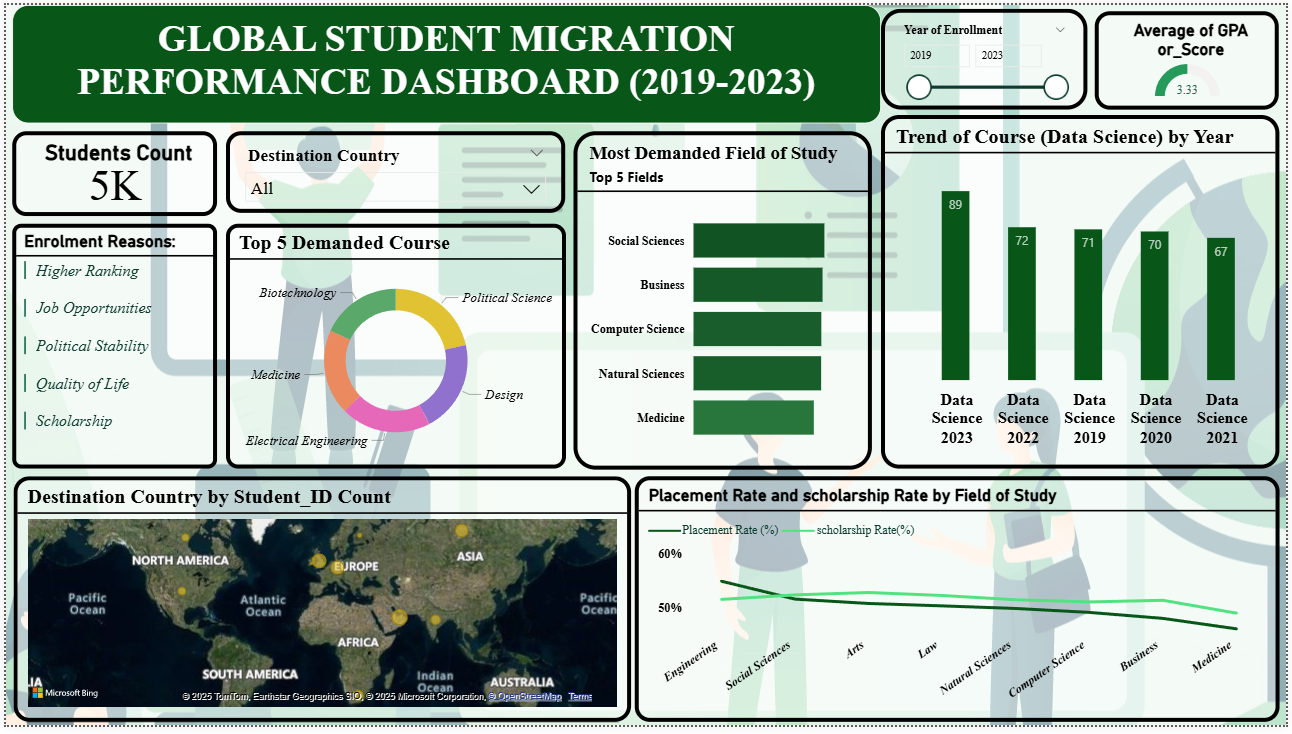 GLOBAL STUDENT MIGRATION
PERFORMANCE DASHBOARD (2019-2023)
Year of Enrollment
2019
2023
Average of GPA
or_Score
3.33
Students Count
5K
Destination Country
All
Most Demanded Field of Study
Top 5 Fields
Social Sciences
Business
Computer Science
Natural Sciences
Medicine
Trend of Course (Data Science) by Year
89
72
71
70
67
Data
Science
2023
Data
Science
2022
Data
Science
2019
Data
Science
2020
Data
Science
2021
Enrolment Reasons:
Higher Ranking
Job Opportunities
Political Stability
Quality of Life
Scholarship
Top 5 Demanded Course
Biotechnology
Political Science
Medicine
Design
Electrical Engineering
Destination Country by Student_ID Count
NORTH AMERICA
EUROPE
ASIA
Pacific
Ocean
Atlantic
Ocean
Pacific
Ocean
AFRICA
SOUTH AMERICA
Indian
Ocean
AUSTRALIA
LIA
Microsoft Bing
© 2025 TomTom, Earthstar Geographics SIO, © 2025 Microsoft Corporation, © OpenStreetMap Terms
Placement Rate and scholarship Rate by Field of Study
Placement Rate (%)
scholarship Rate(%)
60%
50%
Engineering
Social Sciences
Arts
Law
Natural Sciences
Computer Science
Business
Medicine